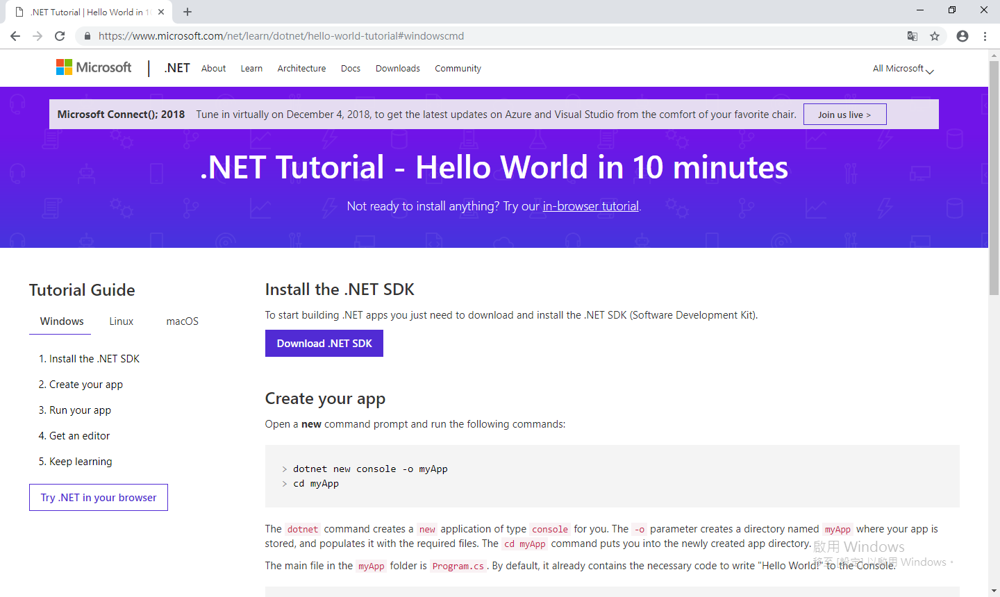 .NET Tutorial | Hello World in 1
https://www.microsoft.com/net/learn/dotnet/hello-world-tutorial#windowscmd
Microsoft .NET About Learn Architecture Docs Downloads Community All Microsoft
Microsoft Connect(); 2018 Tune in virtually on December 4, 2018, to get the latest updates on Azure and Visual Studio from the comfort of your favorite chair. Join us live >
.NET Tutorial - Hello World in 10 minutes
Not ready to install anything? Try our in-browser tutorial.
Tutorial Guide
Windows Linux macOS
1. Install the .NET SDK
2. Create your app
3. Run your app
4. Get an editor
5. Keep learning
Try .NET in your browser
Install the .NET SDK
To start building .NET apps you just need to download and install the .NET SDK (Software Development Kit).
Download .NET SDK
Create your app
Open a new command prompt and run the following commands:
> dotnet new console -o myApp
> cd myApp
The dotnet command creates a new application of type console for you. The -o parameter creates a directory named myApp where your app is
stored, and populates it with the required files. The cd myApp command puts you into the newly created app directory.
The main file in the myApp folder is Program.cs. By default, it already contains the necessary code to write "Hello World!" to the Console.
啟用 Windows
移至 [設定] 以啟用 Windows。